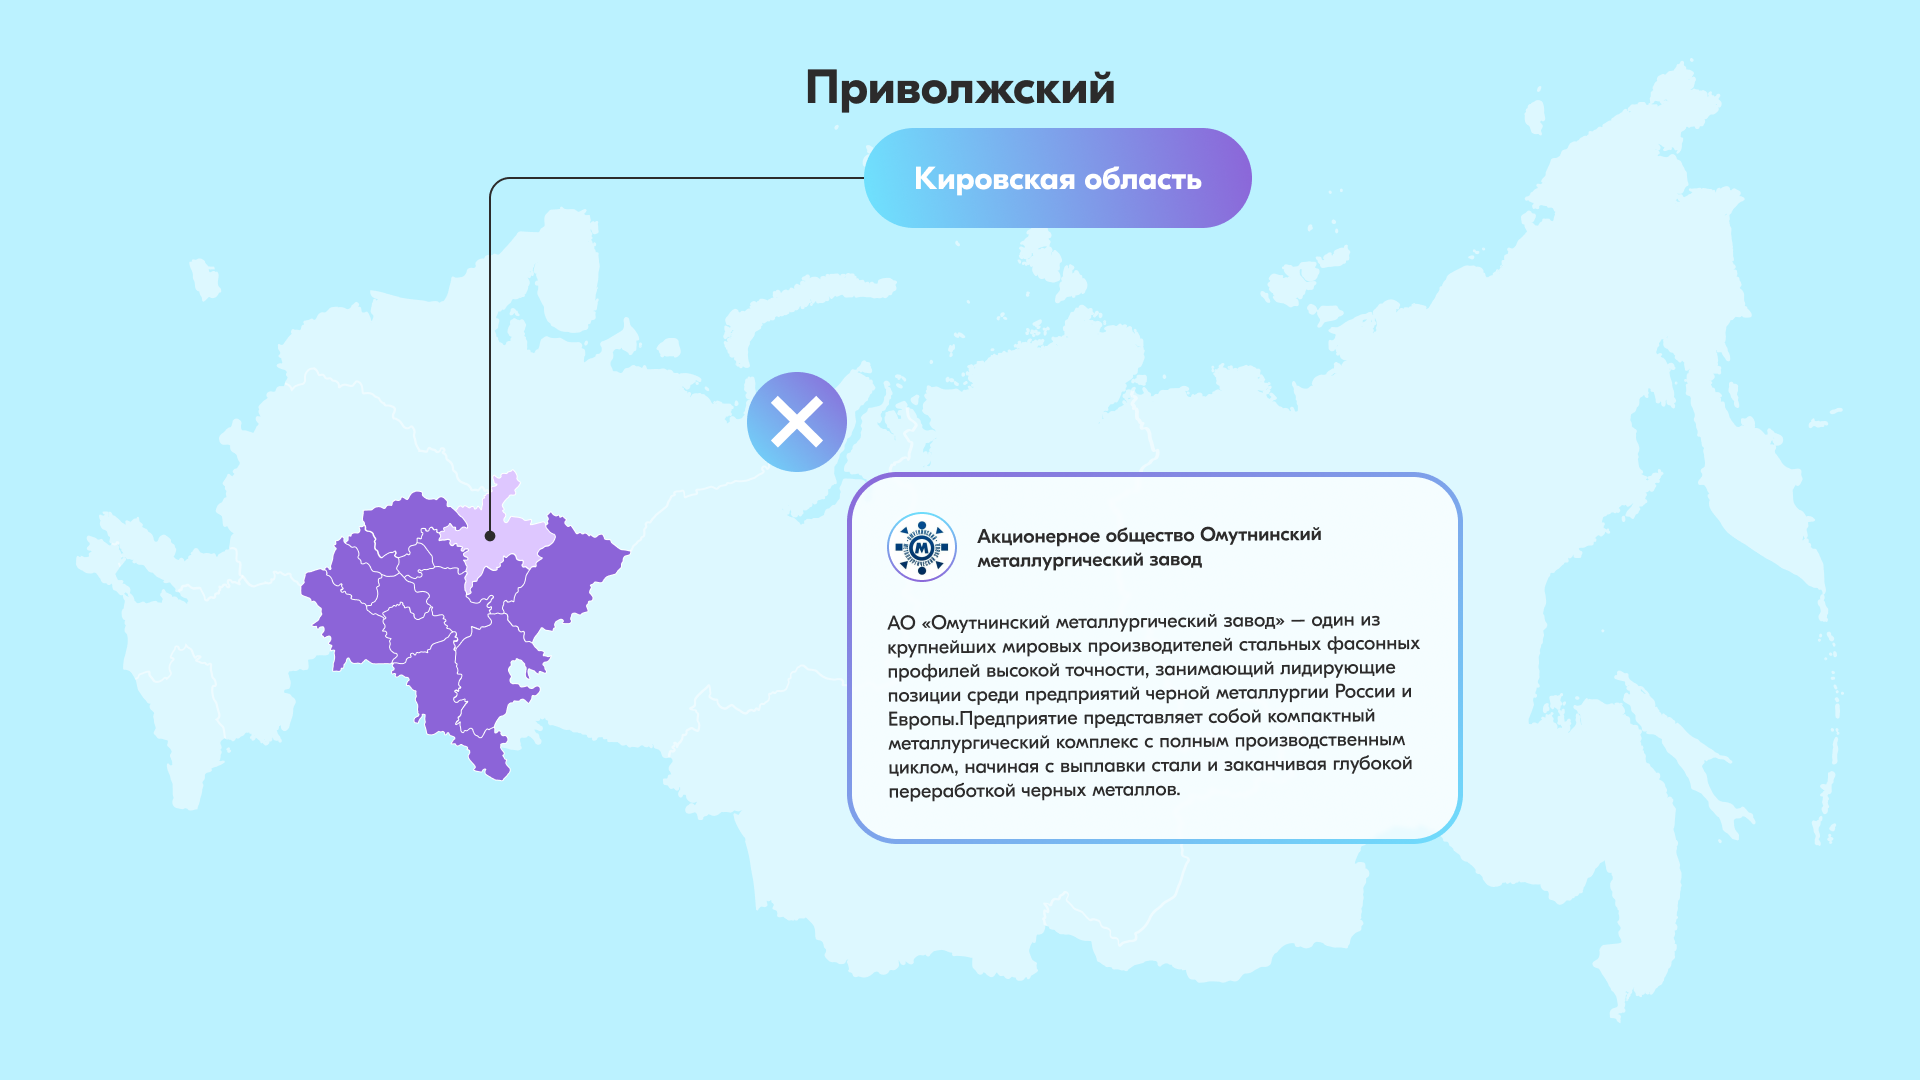 Приволжский
Кировская область
Акционерное общество Омутнинский
металлургический завод
М
АО «Омутнинский металлургический завод» – один из
крупнейших мировых производителей стальных фасонных
профилей высокой точности, занимающий лидирующие
позиции среди предприятий черной металлургии России и
Европы.Предприятие представляет собой компактный
металлургический комплекс с полным производственным
циклом, начиная с выплавки стали и заканчивая глубокой
переработкой черных металлов.